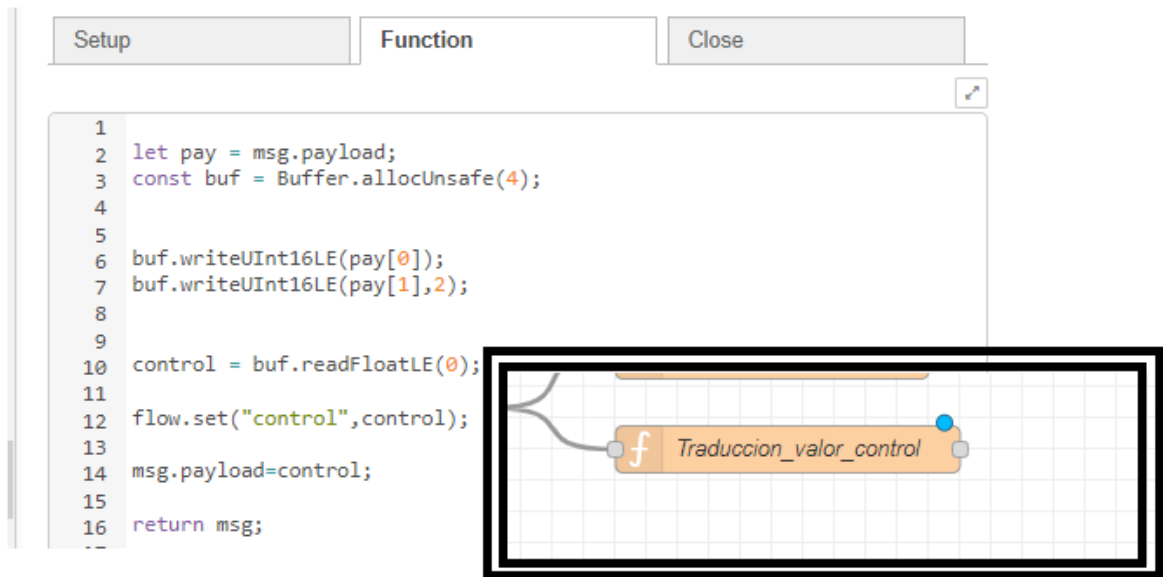 Setup
Function
Close
1
2 let pay = msg.payload;
3 const buf = Buffer.allocUnsafe(4);
4
5
6 buf.writeUInt16LE(pay[0]);
7 buf.writeUInt16LE(pay[1],2);
8
9
10 control = buf.readFloatLE(0);
11
12 flow.set("control",control);
13
14 msg.payload=control;
15
16 return msg;
f Traduccion_valor_control